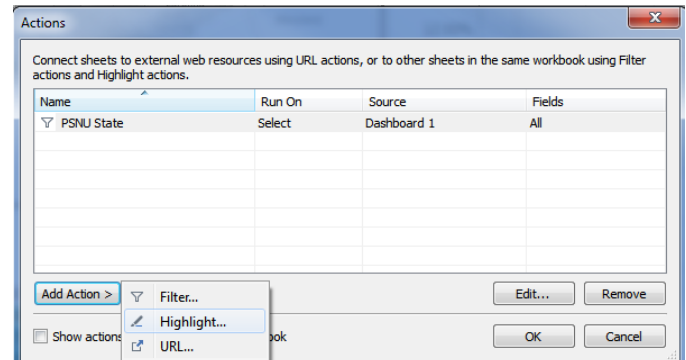 Actions
Connect sheets to external web resources using URL actions, or to other sheets in the same workbook using Filter
actions and Highlight actions.
Name Run On Source Fields
PSNU State Select Dashboard 1 All
Add Action > Edit... Remove
Filter...
Highlight...
Show actions OK Cancel
URL...